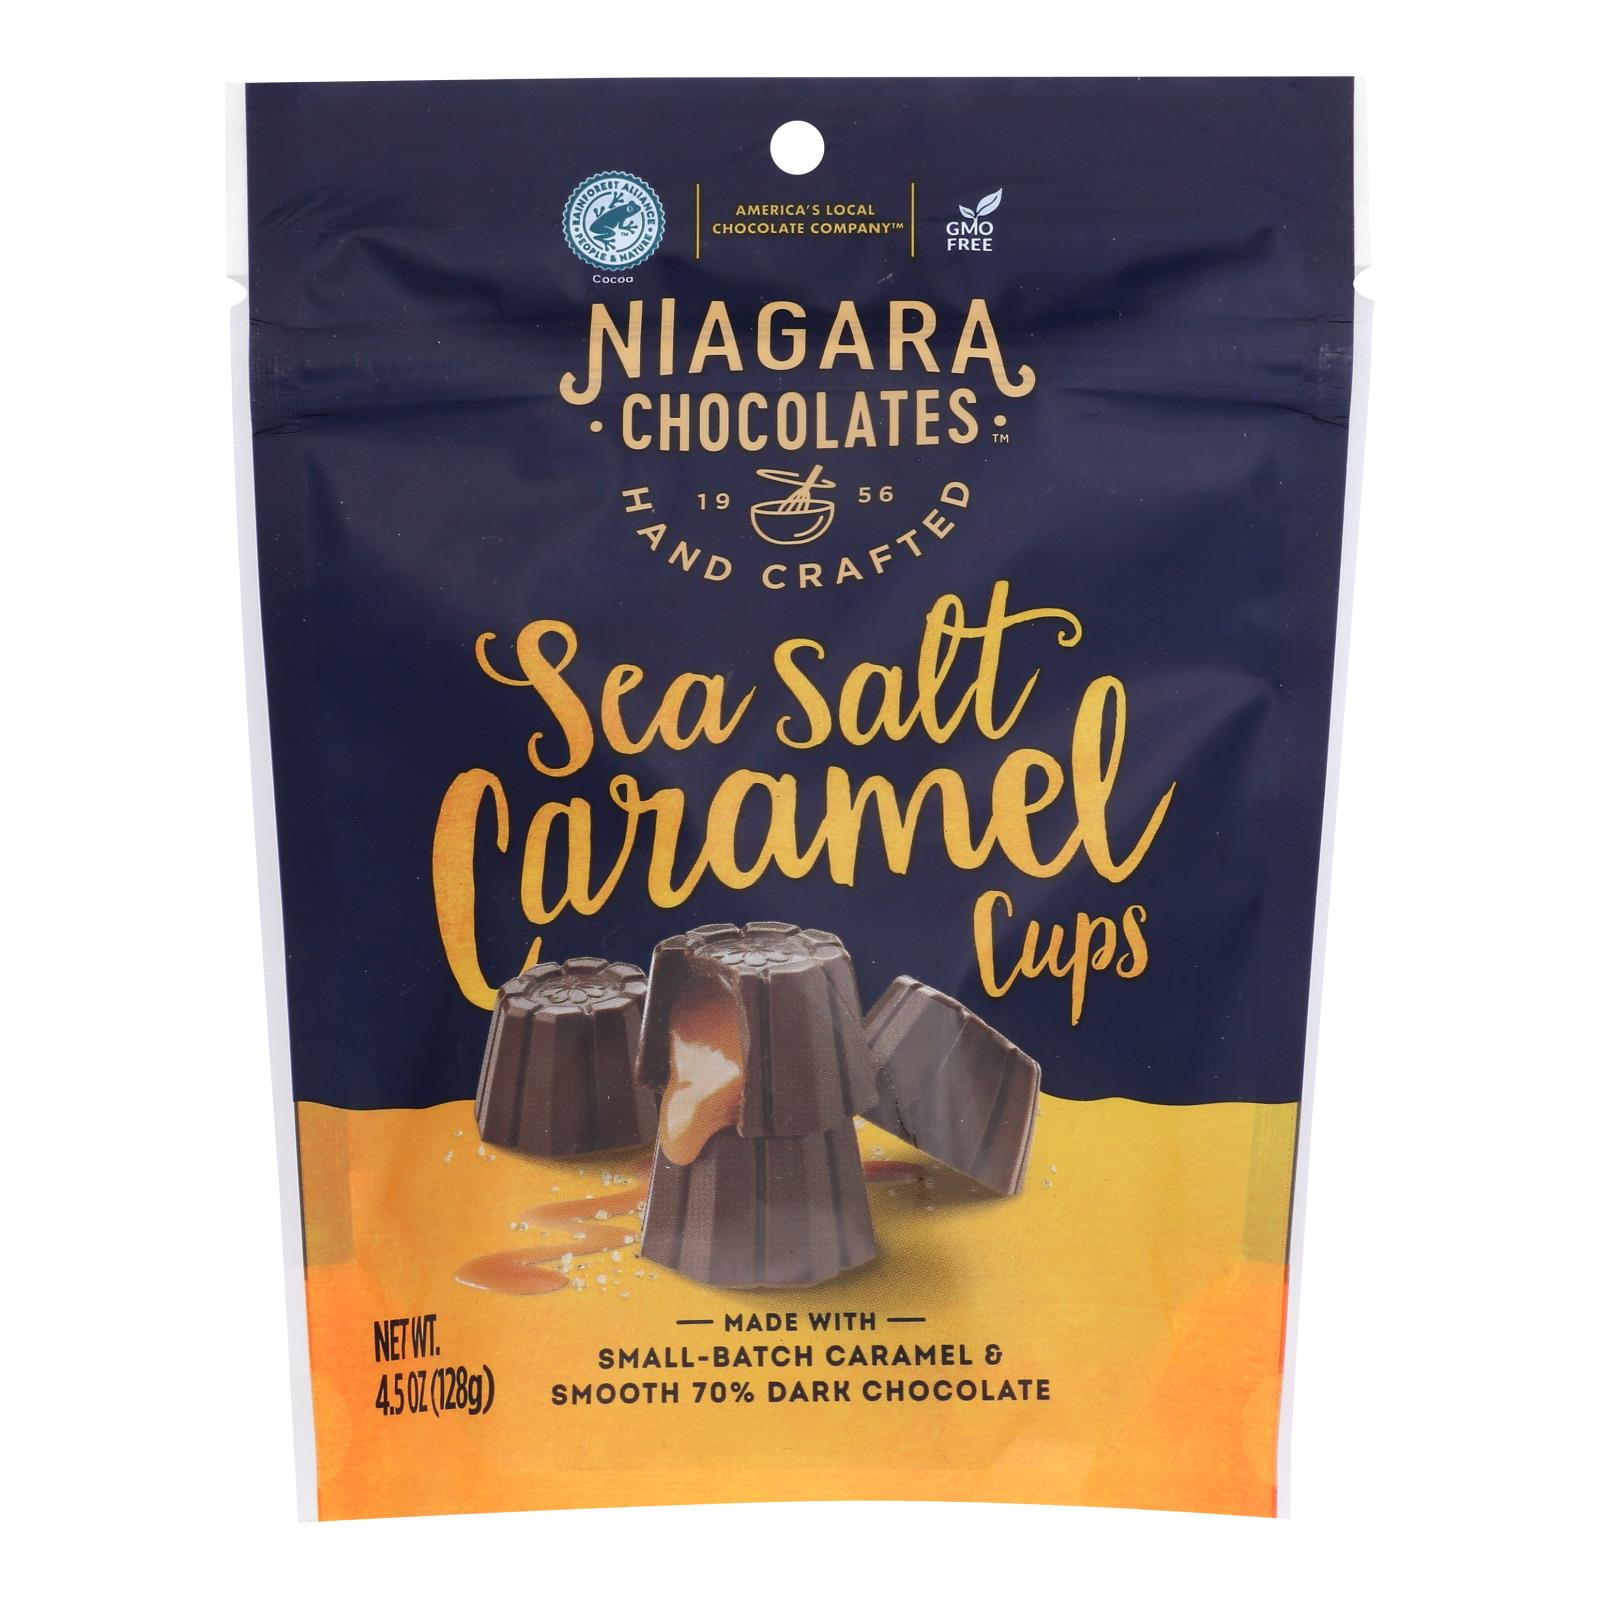 RAINFOREST ALLIANCE
• PEOPLE & NATURE •
TM
Cocoa
AMERICA'S LOCAL
CHOCOLATE COMPANY™
GMO
FREE
NIAGARA
• CHOCOLATES •™
19 56
HAND CRAFTED
Sea Salt
Caramel
Cups
MADE WITH
SMALL-BATCH CARAMEL &
SMOOTH 70% DARK CHOCOLATE
NET WT.
4.5 OZ (128g)